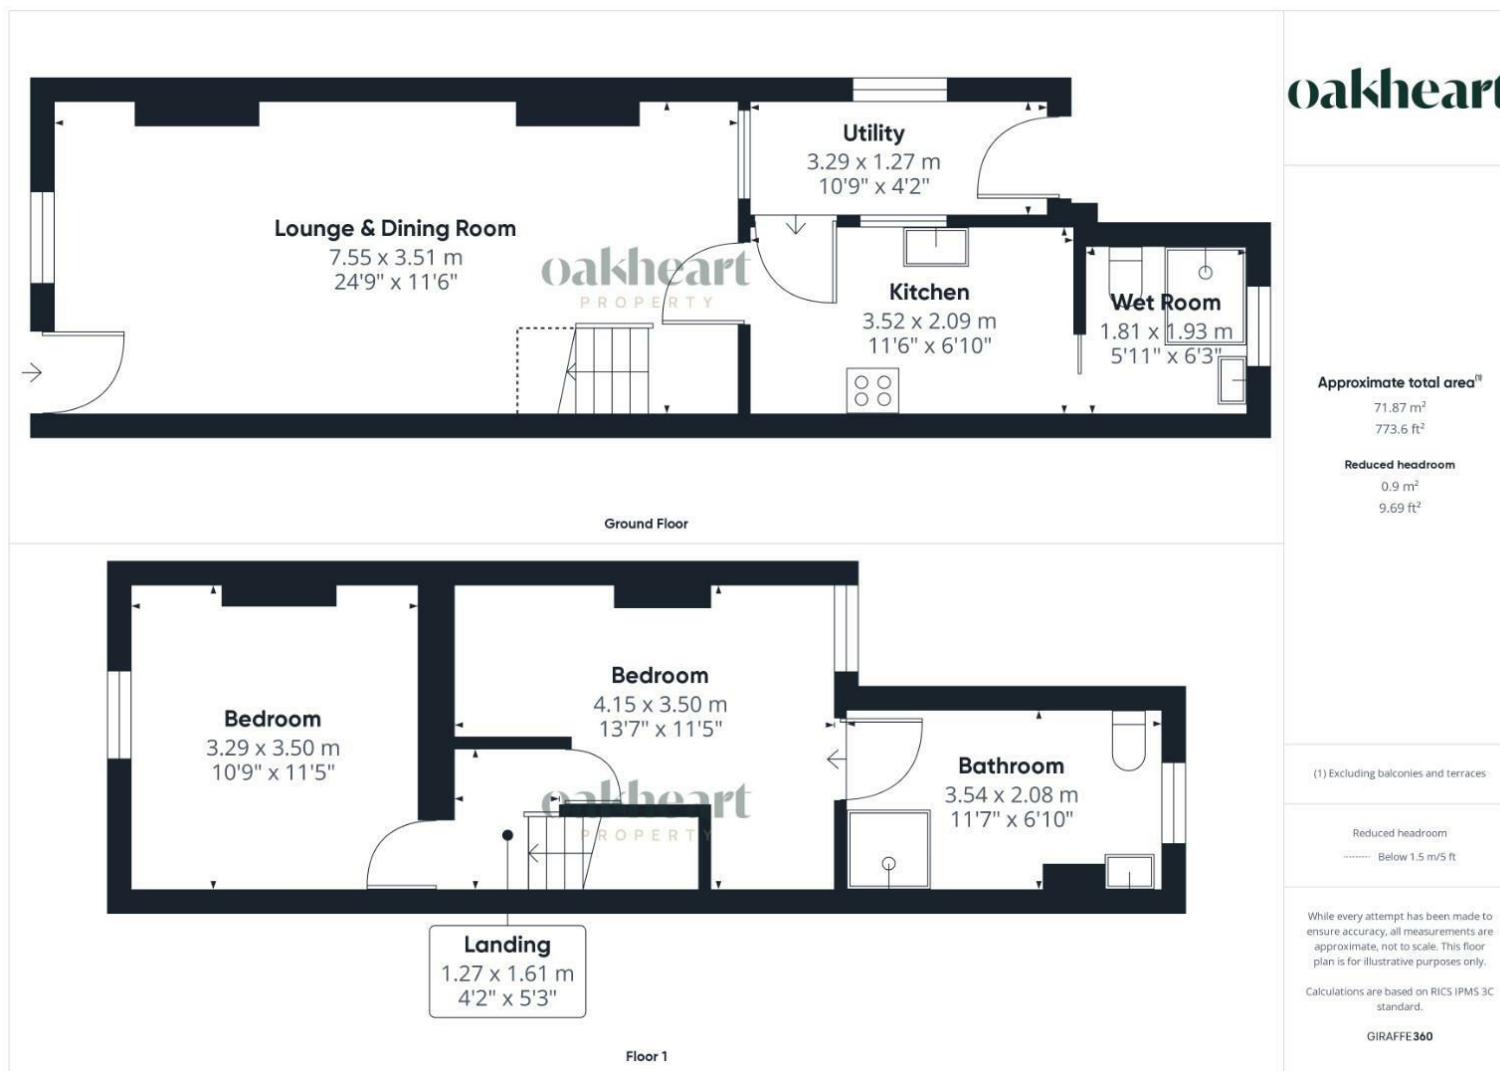 Utility
3.29 x 1.27 m
10'9" x 4'2"
Lounge & Dining Room
7.55 x 3.51 m
24'9" x 11'6"
oakheart
PROPERTY
Kitchen
3.52 x 2.09 m
11'6" x 6'10"
Wet Room
1.81 x 1.93 m
5'11" x 6'3"
Ground Floor
Bedroom
3.29 x 3.50 m
10'9" x 11'5"
Bedroom
4.15 x 3.50 m
13'7" x 11'5"
oakheart
PROPERTY
Bathroom
3.54 x 2.08 m
11'7" x 6'10"
Landing
1.27 x 1.61 m
4'2" x 5'3"
Floor 1
oakheart
Approximate total area⁽¹⁾
71.87 m²
773.6 ft²
Reduced headroom
0.9 m²
9.69 ft²
(1) Excluding balconies and terraces
Reduced headroom
Below 1.5 m/5 ft
While every attempt has been made to
ensure accuracy, all measurements are
approximate, not to scale. This floor
plan is for illustrative purposes only.
Calculations are based on RICS IPMS 3C
standard.
GIRAFFE360